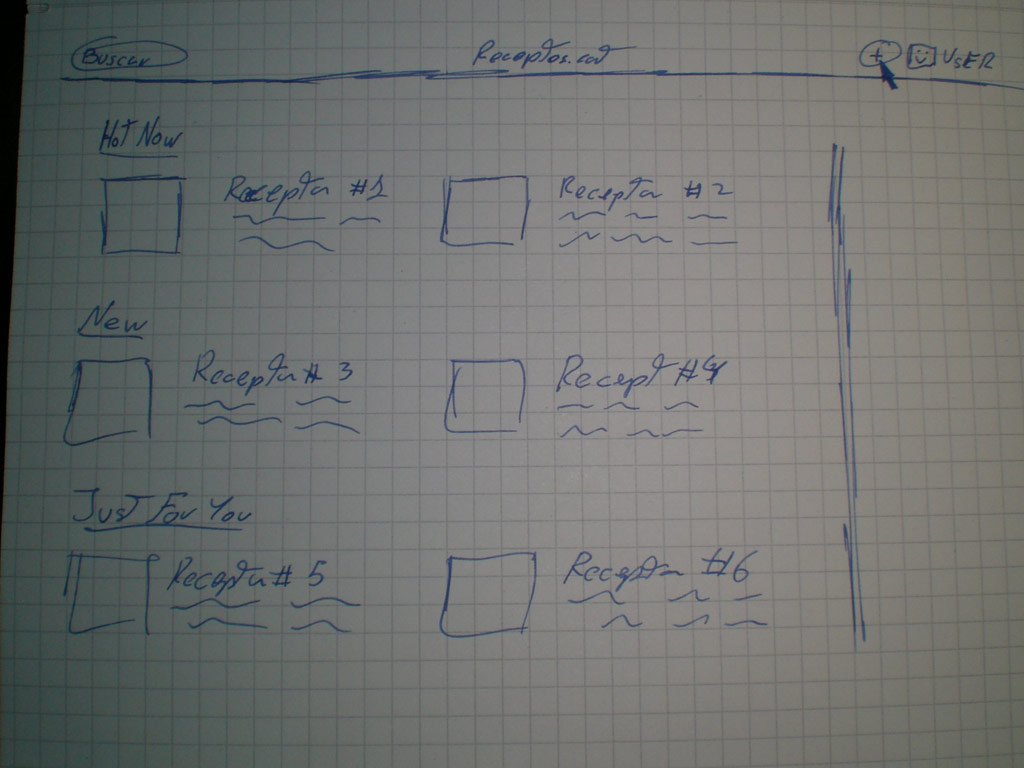 Buscar Receptos.cat + USER
Hot Now
Recepta #1 Recepta #2
New
Recepta #3 Recept #4
Just For You
Recepta #5 Recepta #6